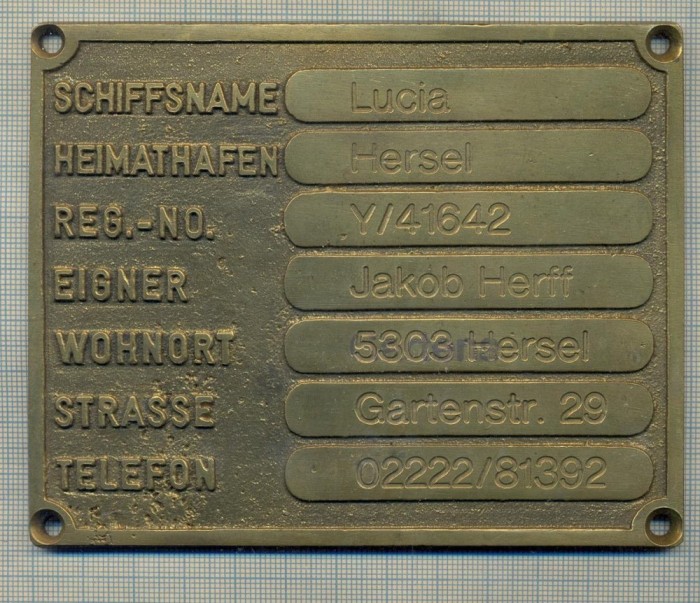 SCHIFFSNAME Lucia
HEIMATHAFEN Hersel
REG.-NO. Y/41642
EIGNER Jakob Herff
WOHNORT 5303 Hersel
STRASSE Gartenstr. 29
TELEFON 02222/81392